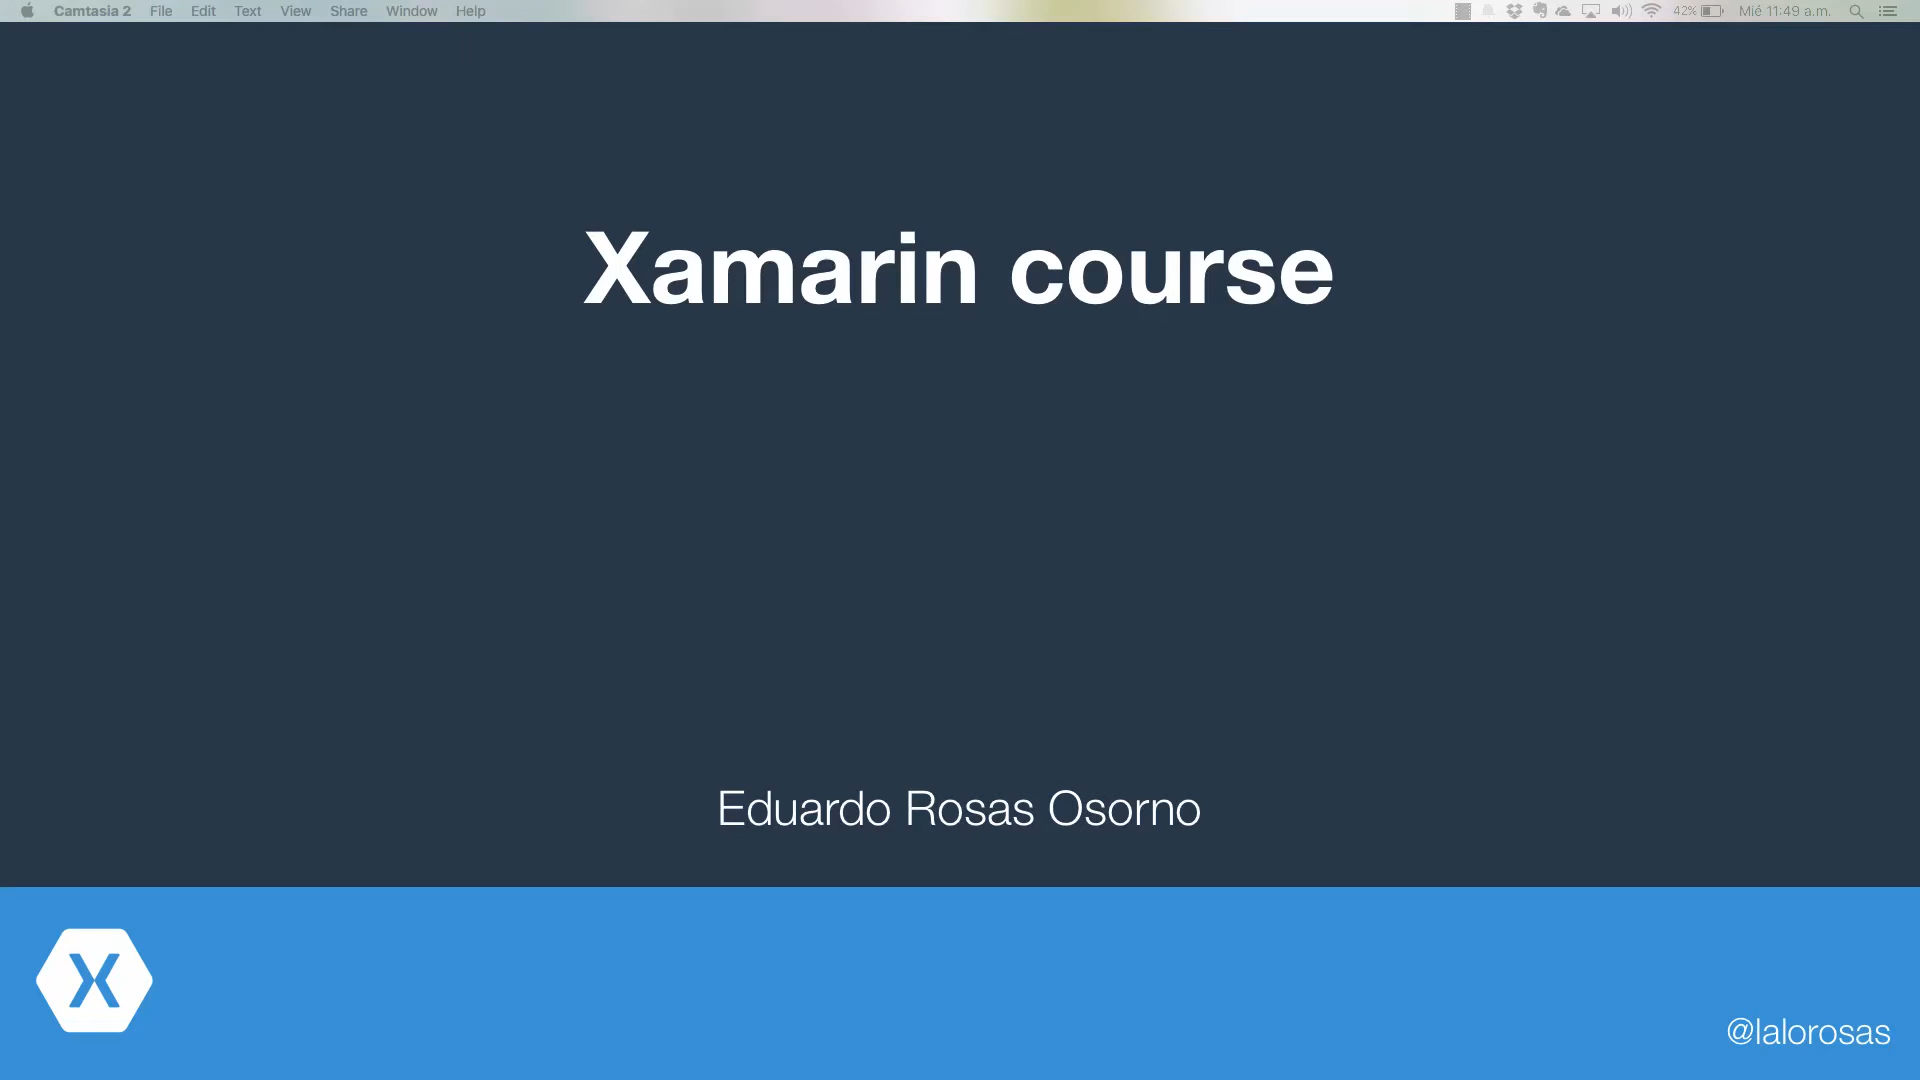 Camtasia 2 File Edit Text View Share Window Help 42% Mié 11:49 a.m.
Xamarin course
Eduardo Rosas Osorno
X
@lalorosas